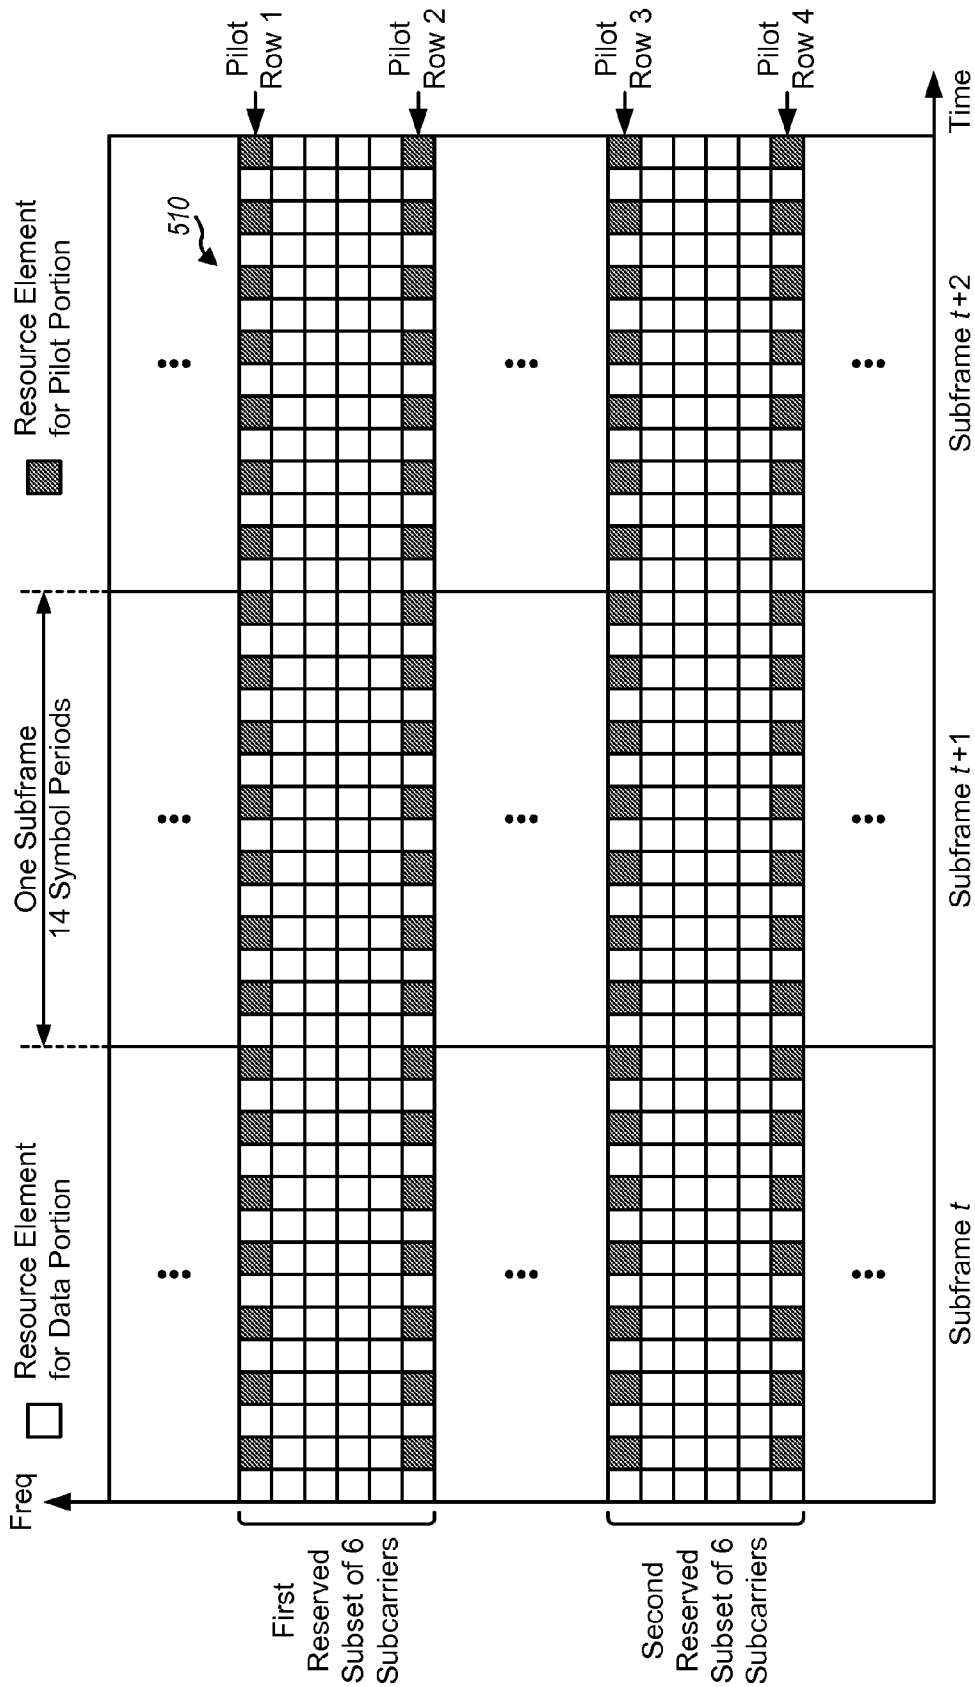 Freq
Resource Element
for Data Portion
One Subframe
14 Symbol Periods
Resource Element
for Pilot Portion
510
First
Reserved
Subset of 6
Subcarriers
Pilot
Row 1
Pilot
Row 2
Second
Reserved
Subset of 6
Subcarriers
Pilot
Row 3
Pilot
Row 4
Subframe t
Subframe t+1
Subframe t+2
Time